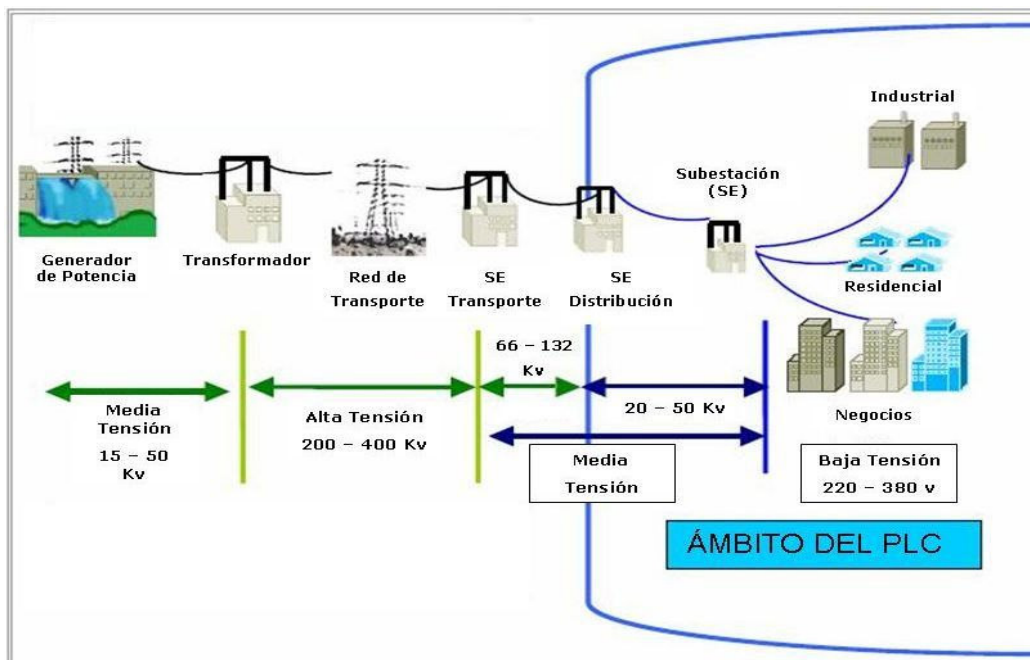 Industrial
Subestación
(SE)
Generador
de Potencia
Transformador
Red de
Transporte
SE
Transporte
SE
Distribución
Residencial
66 – 132
Kv
Media
Tensión
15 – 50
Kv
Alta Tensión
200 – 400 Kv
20 – 50 Kv
Negocios
Media
Tensión
Baja Tensión
220 – 380 v
ÁMBITO DEL PLC